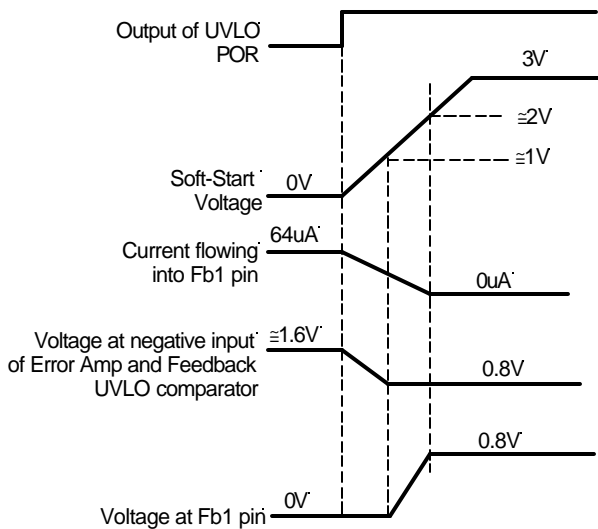 Output of UVLO
POR
3V
≅2V
≅1V
Soft-Start
Voltage
0V
Current flowing
into Fb1 pin
64uA
0uA
Voltage at negative input
of Error Amp and Feedback
UVLO comparator
≅1.6V
0.8V
0.8V
Voltage at Fb1 pin
0V